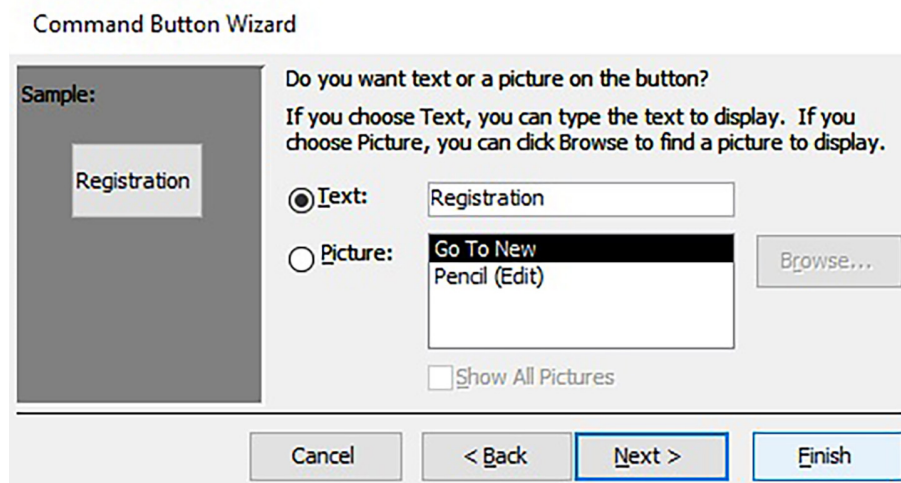 Command Button Wizard
Sample:
Registration
Do you want text or a picture on the button?
If you choose Text, you can type the text to display.  If you
choose Picture, you can click Browse to find a picture to display.
Text:
Registration
Picture:
Go To New
Pencil (Edit)
Browse...
Show All Pictures
Cancel
< Back
Next >
Finish